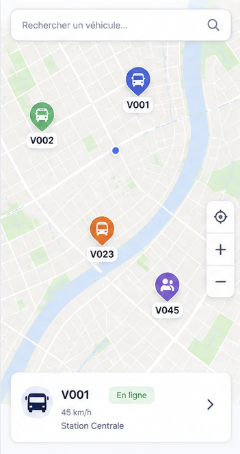 Rechercher un véhicule...
V001
V002
V023
V045
V001
En ligne
45 km/h
Station Centrale